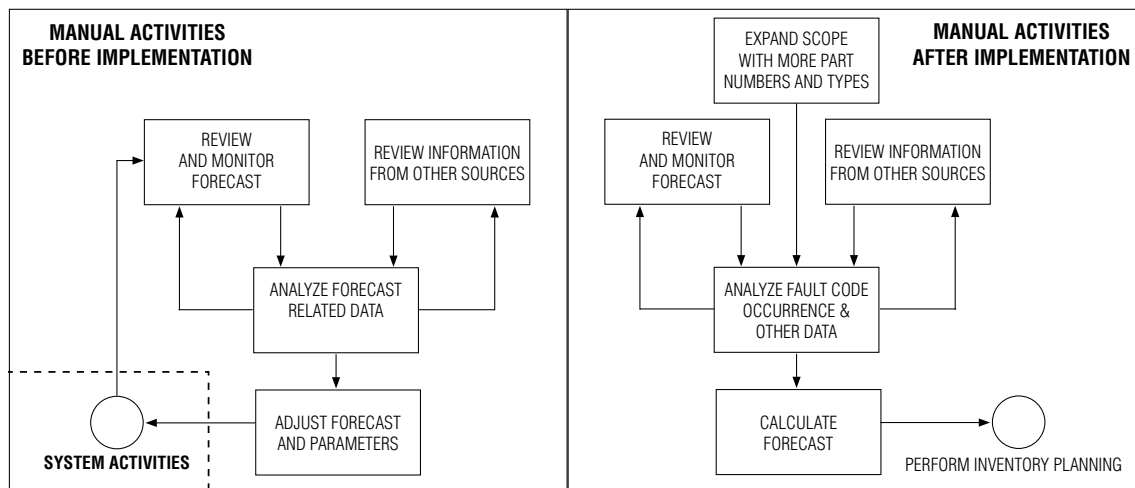 MANUAL ACTIVITIES
BEFORE IMPLEMENTATION
REVIEW
AND MONITOR
FORECAST
REVIEW INFORMATION
FROM OTHER SOURCES
ANALYZE FORECAST
RELATED DATA
ADJUST FORECAST
AND PARAMETERS
SYSTEM ACTIVITIES
MANUAL ACTIVITIES
AFTER IMPLEMENTATION
EXPAND SCOPE
WITH MORE PART
NUMBERS AND TYPES
REVIEW
AND MONITOR
FORECAST
REVIEW INFORMATION
FROM OTHER SOURCES
ANALYZE FAULT CODE
OCCURRENCE &
OTHER DATA
CALCULATE
FORECAST
PERFORM INVENTORY PLANNING